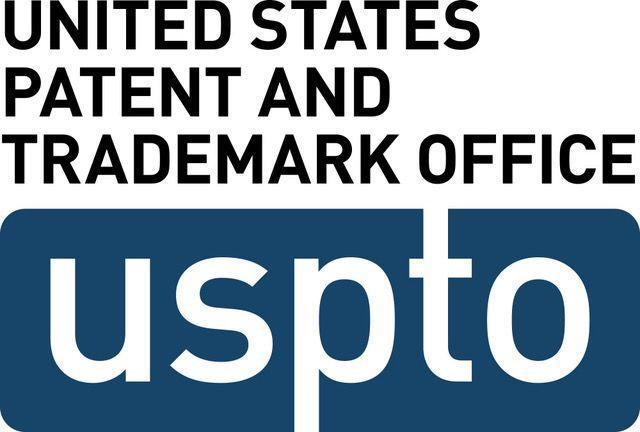 UNITED STATES
PATENT AND
TRADEMARK OFFICE
uspto